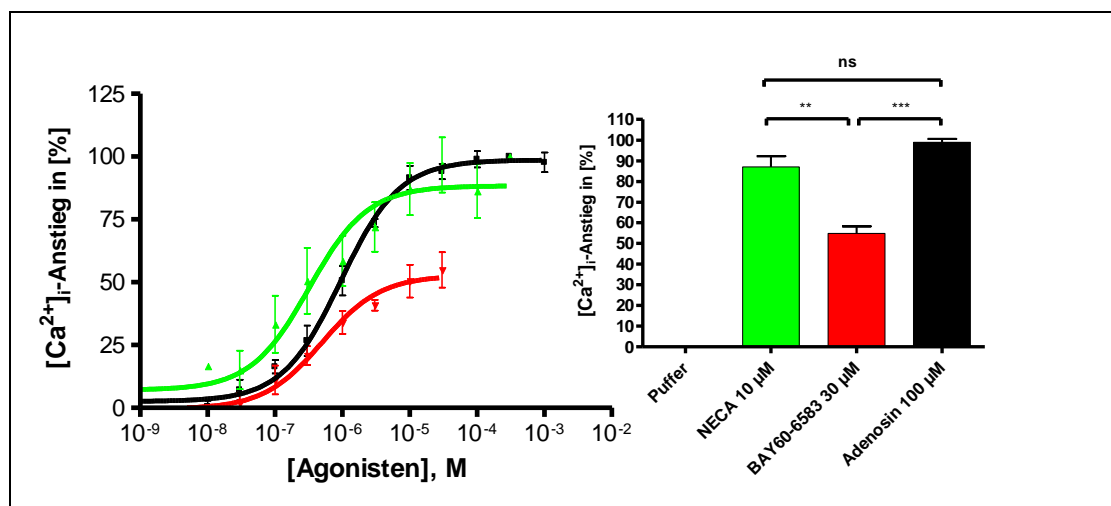 [Ca²⁺]ᵢ-Anstieg in [%]
125
100
75
50
25
0
10⁻⁹ 10⁻⁸ 10⁻⁷ 10⁻⁶ 10⁻⁵ 10⁻⁴ 10⁻³ 10⁻²
[Agonisten], M
ns
** ***
[Ca²⁺]ᵢ-Anstieg in [%]
110
100
90
80
70
60
50
40
30
20
10
0
Puffer
NECA 10 µM
BAY60-6583 30 µM
Adenosin 100 µM